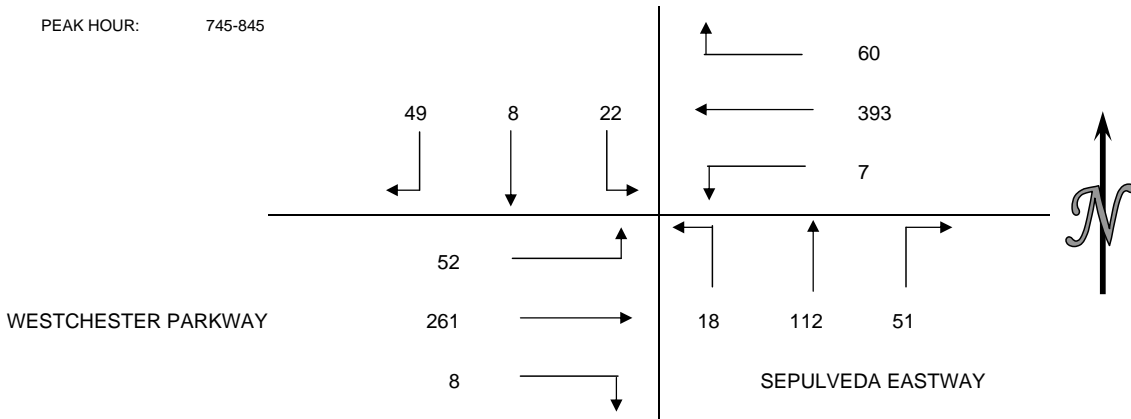 PEAK HOUR: 745-845
60
49 8 22 393
7
N
52
WESTCHESTER PARKWAY 261 18 112 51
8 SEPULVEDA EASTWAY